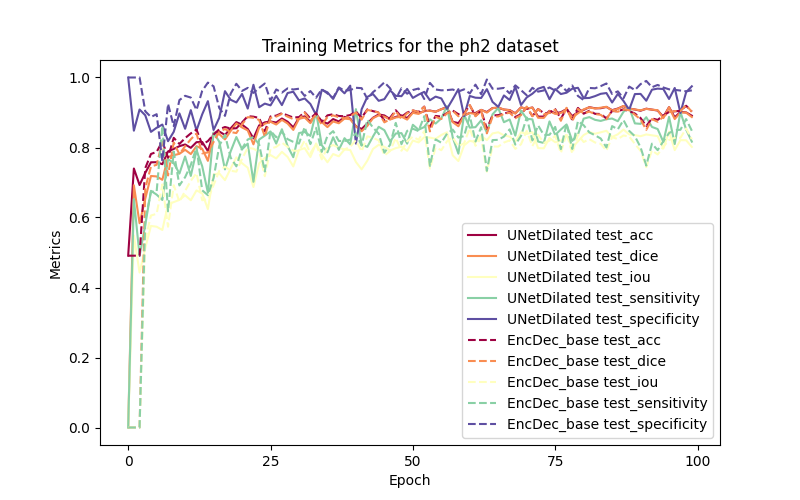 Training Metrics for the ph2 dataset
Metrics
1.0
0.8
0.6
0.4
0.2
0.0
UNetDilated test_acc
UNetDilated test_dice
UNetDilated test_iou
UNetDilated test_sensitivity
UNetDilated test_specificity
EncDec_base test_acc
EncDec_base test_dice
EncDec_base test_iou
EncDec_base test_sensitivity
EncDec_base test_specificity
0 25 50 75 100
Epoch